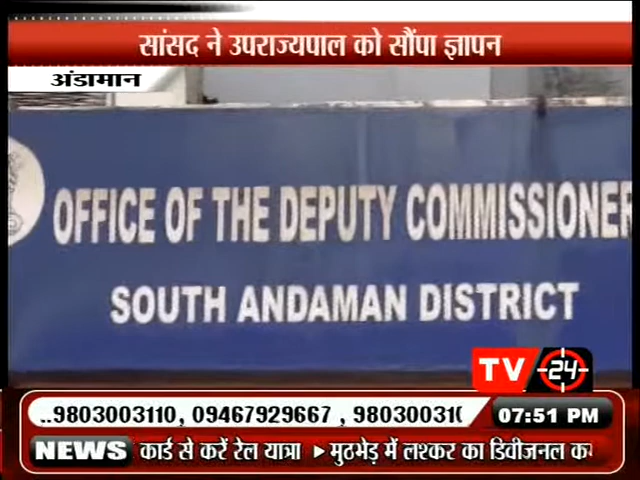 सांसद ने उपराज्यपाल को सौंपा ज्ञापन
अंडामान
OFFICE OF THE DEPUTY COMMISSIONER
SOUTH ANDAMAN DISTRICT
TV 24
..9803003110, 09467929667 , 980300310
07:51 PM
NEWS कार्ड से करें रेल यात्रा ►मुठभेड़ में लश्कर का डिवीजनल क